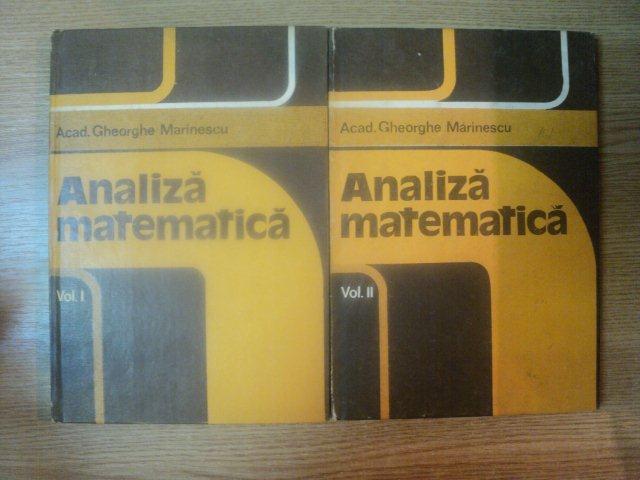 Acad. Gheorghe Marinescu
Analiză
matematică
Vol. I
Acad. Gheorghe Marinescu
Analiză
matematică
Vol. II